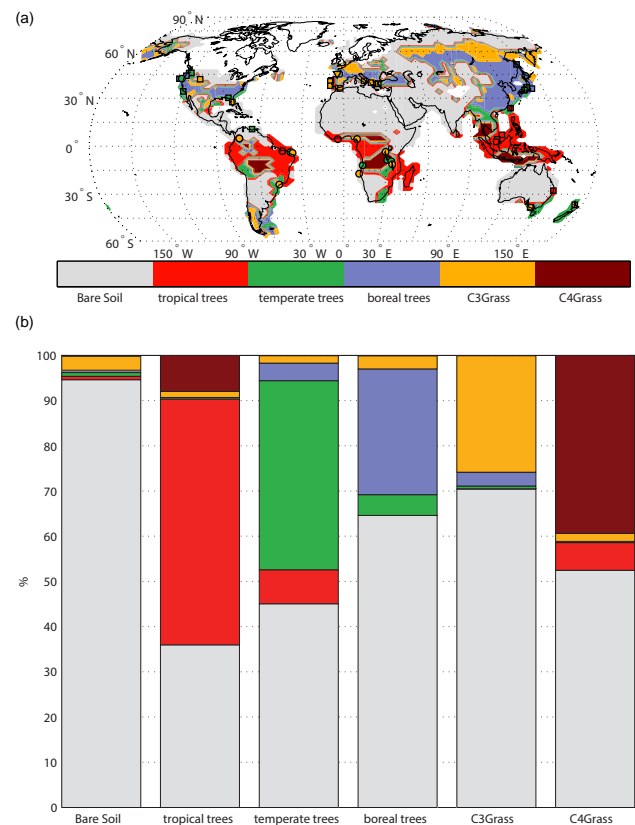 (a)
90° N
60° N
30° N
0°
30° S
60° S
150° W 90° W 30° W 0° 30° E 90° E 150° E
Bare Soil tropical trees temperate trees boreal trees C3Grass C4Grass
(b)
100
90
80
70
60
50
%
40
30
20
10
0
Bare Soil tropical trees temperate trees boreal trees C3Grass C4Grass